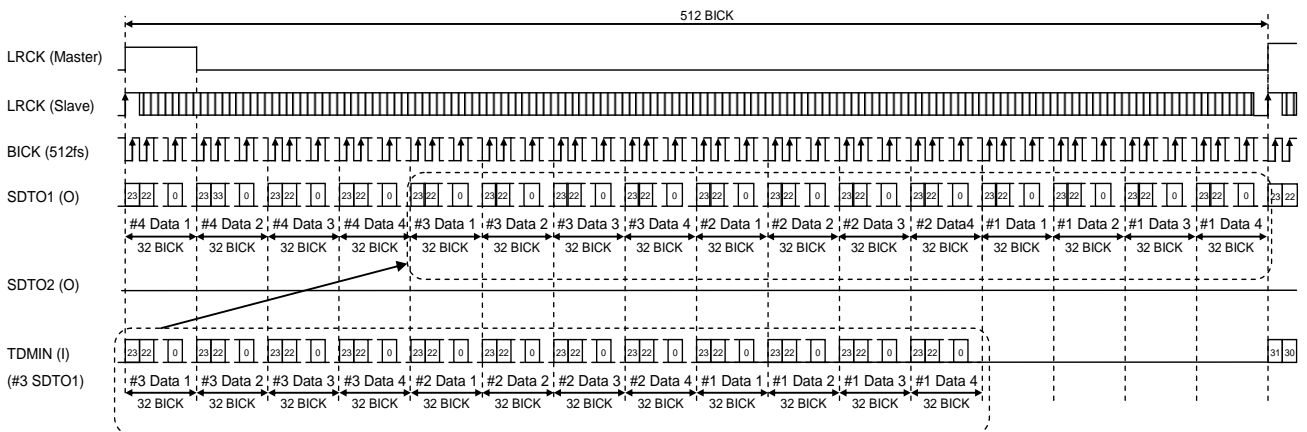 512 BICK
LRCK (Master)
LRCK (Slave)
BICK (512fs)
SDTO1 (O)
23 22 0 23 33 0 23 22 0 23 22 0 23 22 0 23 22 0 23 22 0 23 22 0 23 22 0 23 22 0 23 22 0 23 22 0 23 22 0 23 22 0 23 22 0 23 22 0 23 22
#4 Data 1 #4 Data 2 #4 Data 3 #4 Data 4 #3 Data 1 #3 Data 2 #3 Data 3 #3 Data 4 #2 Data 1 #2 Data 2 #2 Data 3 #2 Data4 #1 Data 1 #1 Data 2 #1 Data 3 #1 Data 4
32 BICK 32 BICK 32 BICK 32 BICK 32 BICK 32 BICK 32 BICK 32 BICK 32 BICK 32 BICK 32 BICK 32 BICK 32 BICK 32 BICK 32 BICK 32 BICK
SDTO2 (O)
TDMIN (I)
23 22 0 23 22 0 23 22 0 23 22 0 23 22 0 23 22 0 23 22 0 23 22 0 23 22 0 23 22 0 23 22 0 23 22 0 31 30
(#3 SDTO1)
#3 Data 1 #3 Data 2 #3 Data 3 #3 Data 4 #2 Data 1 #2 Data 2 #2 Data 3 #2 Data 4 #1 Data 1 #1 Data 2 #1 Data 3 #1 Data 4
32 BICK 32 BICK 32 BICK 32 BICK 32 BICK 32 BICK 32 BICK 32 BICK 32 BICK 32 BICK 32 BICK 32 BICK